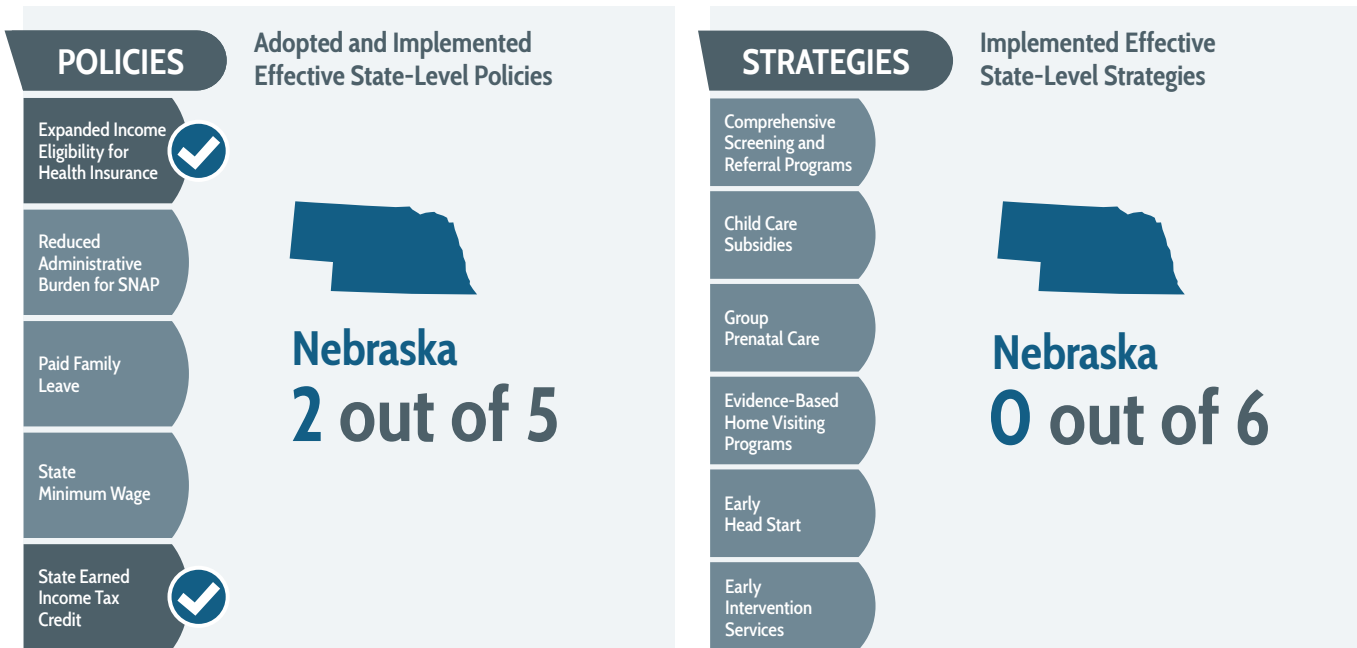 POLICIES
Adopted and Implemented
Effective State-Level Policies
Expanded Income
Eligibility for
Health Insurance
Reduced
Administrative
Burden for SNAP
Paid Family
Leave
State
Minimum Wage
State Earned
Income Tax
Credit
Nebraska
2 out of 5
STRATEGIES
Implemented Effective
State-Level Strategies
Comprehensive
Screening and
Referral Programs
Child Care
Subsidies
Group
Prenatal Care
Evidence-Based
Home Visiting
Programs
Early
Head Start
Early
Intervention
Services
Nebraska
0 out of 6